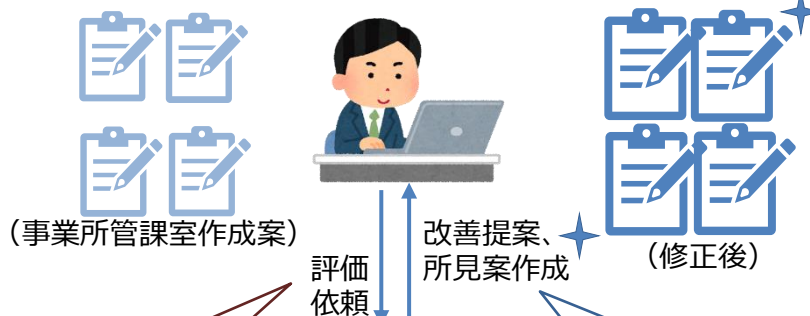 （事業所管課室作成案）
評価
依頼
改善提案、
所見案作成
（修正後）